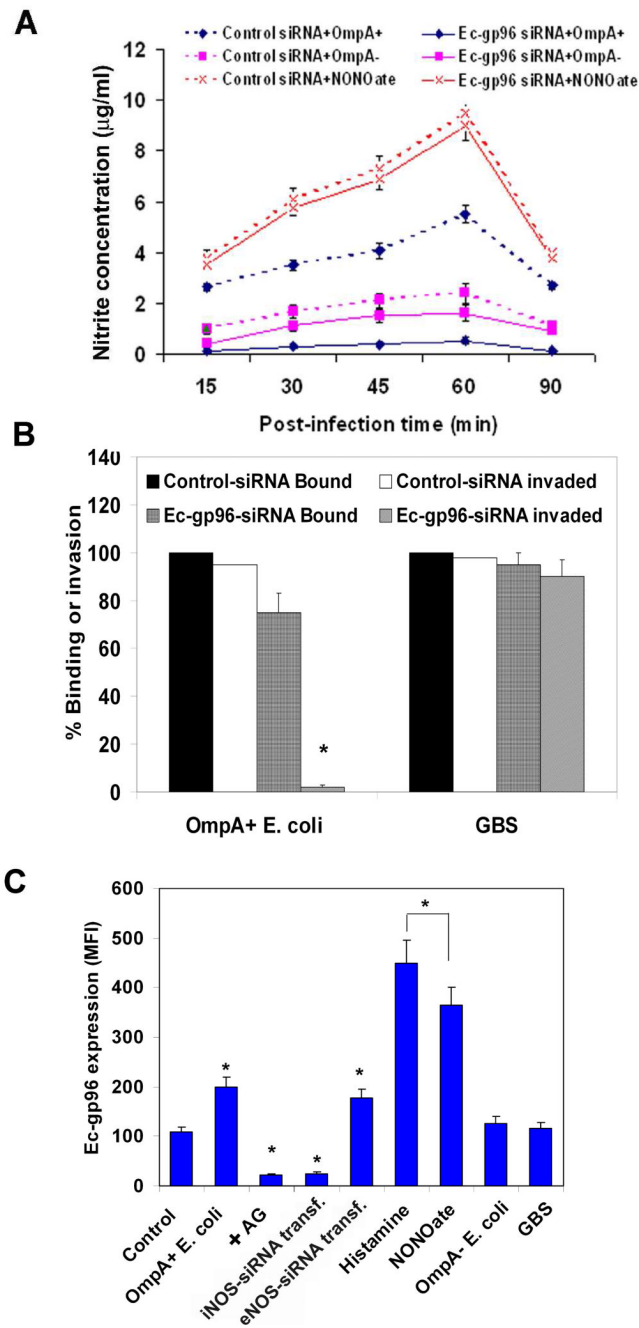 A
Control siRNA+OmpA+
Ec-gp96 siRNA+OmpA+
Control siRNA+OmpA-
Ec-gp96 siRNA+OmpA-
Control siRNA+NONOate
Ec-gp96 siRNA+NONOate
Nitrite concentration (µg/ml)
14
12
10
8
6
4
2
0
15 30 45 60 90
Post-infection time (min)
B
% Binding or invasion
140
120
100
80
60
40
20
0
Control-siRNA Bound
Control-siRNA invaded
Ec-gp96-siRNA Bound
Ec-gp96-siRNA invaded
*
OmpA+ E. coli
GBS
C
Ec-gp96 expression (MFI)
600
500
400
300
200
100
0
*
*
*
*
*
Control
OmpA+ E. coli
+ AG
iNOS-siRNA transf.
eNOS-siRNA transf.
Histamine
NONOate
OmpA- E. coli
GBS